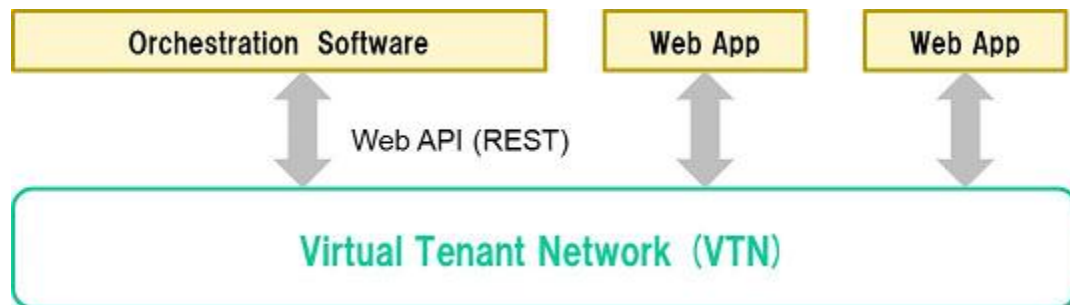 Orchestration Software
Web App
Web App
Web API (REST)
Virtual Tenant Network (VTN)